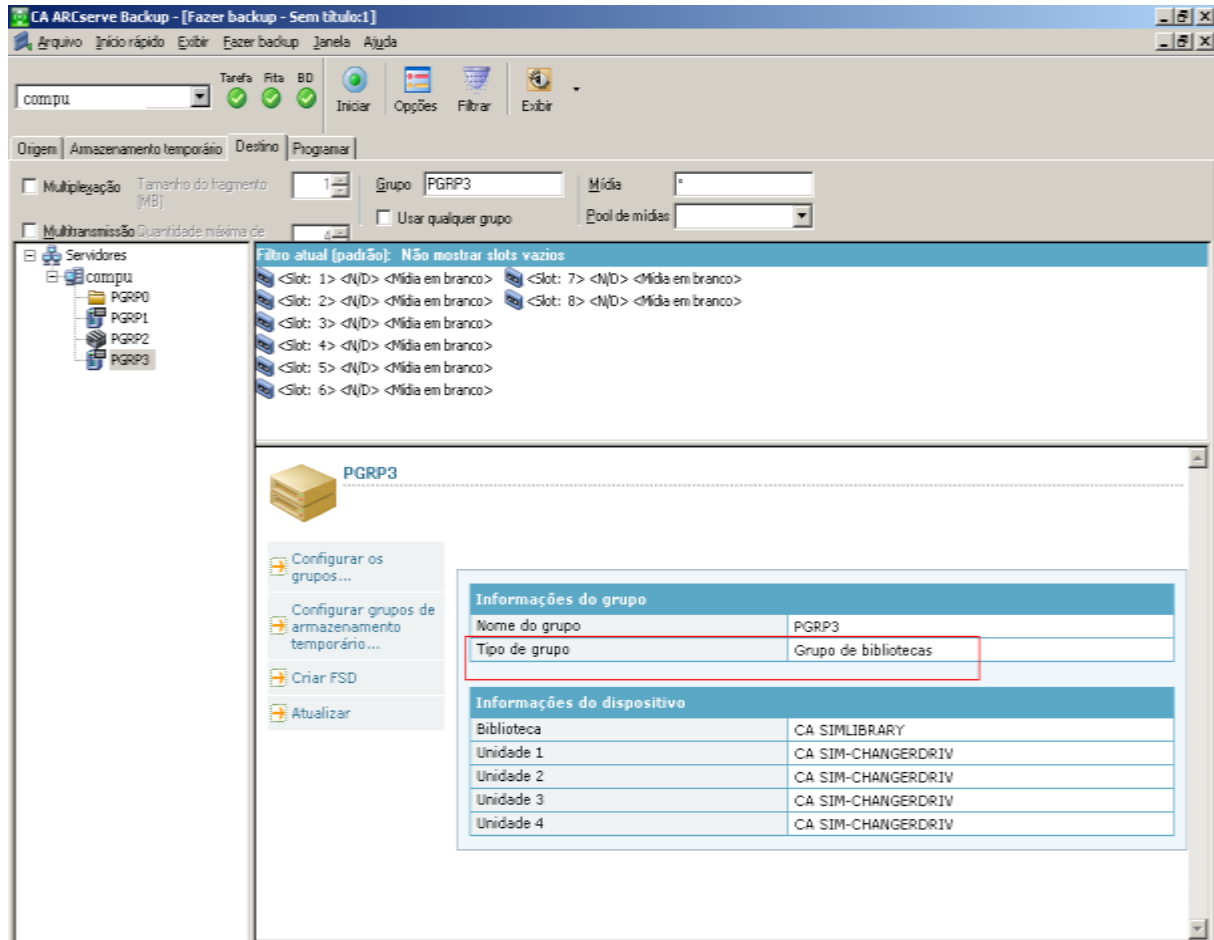 CA ARCserve Backup - [Fazer backup - Sem título:1]
Arquivo Início rápido Exibir Fazer backup Janela Ajuda
compu
Tarefa Fita BD
Iniciar Opções Filtrar Exibir
Origem Armazenamento temporário Destino Programar
Multiplexação Tamanho do fragmento [MB] 1
Grupo PGRP3
Mídia *
Usar qualquer grupo
Pool de mídias
Multitransmissão Quantidade máxima de 4
Servidores
compu
PGRP0
PGRP1
PGRP2
PGRP3
Filtro atual (padrão): Não mostrar slots vazios
<Slot: 1> <N/D> <Mídia em branco> <Slot: 7> <N/D> <Mídia em branco>
<Slot: 2> <N/D> <Mídia em branco> <Slot: 8> <N/D> <Mídia em branco>
<Slot: 3> <N/D> <Mídia em branco>
<Slot: 4> <N/D> <Mídia em branco>
<Slot: 5> <N/D> <Mídia em branco>
<Slot: 6> <N/D> <Mídia em branco>
PGRP3
Configurar os
grupos...
Configurar grupos de
armazenamento
temporário...
Criar FSD
Atualizar
Informações do grupo
Nome do grupo PGRP3
Tipo de grupo Grupo de bibliotecas
Informações do dispositivo
Biblioteca CA SIMLIBRARY
Unidade 1 CA SIM-CHANGERDRIV
Unidade 2 CA SIM-CHANGERDRIV
Unidade 3 CA SIM-CHANGERDRIV
Unidade 4 CA SIM-CHANGERDRIV